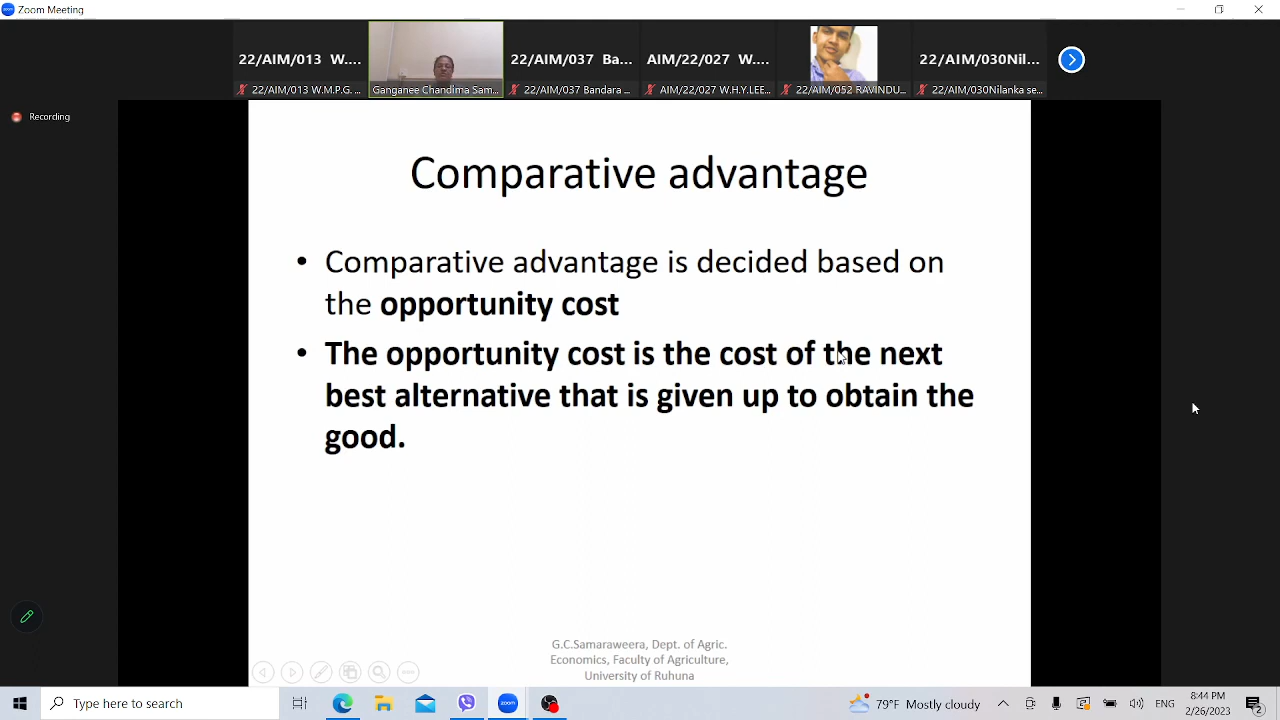 Zoom Meeting
22/AIM/013 W....
22/AIM/037 Ba...
AIM/22/027 W....
22/AIM/030Nil...
22/AIM/013 W.M.P.G. ...
Ganganee Chandima Sam...
22/AIM/037 Bandara ...
AIM/22/027 W.H.Y.LEE...
22/AIM/052 RAVINDU...
22/AIM/030Nilanka se...
Recording
Comparative advantage
• Comparative advantage is decided based on
the opportunity cost
• The opportunity cost is the cost of the next
best alternative that is given up to obtain the
good.
G.C.Samaraweera, Dept. of Agric.
Economics, Faculty of Agriculture,
University of Ruhuna
Type here to search
zoom
79°F Mostly cloudy
ENG
8:44 PM
2/26/2023
2